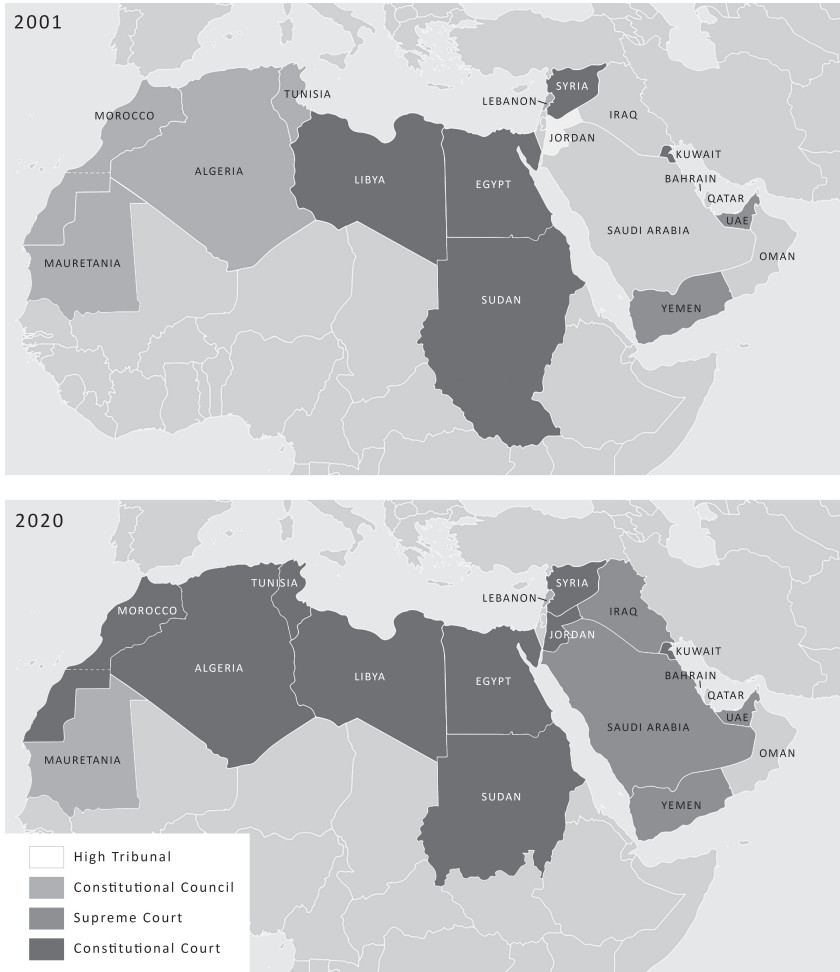 2001
SYRIA
TUNISIA
LEBANON
MOROCCO
IRAQ
JORDAN
KUWAIT
ALGERIA
LIBYA
EGYPT
BAHRAIN
QATAR
UAE
SAUDI ARABIA
OMAN
MAURETANIA
SUDAN
YEMEN
2020
TUNISIA
SYRIA
LEBANON
MOROCCO
IRAQ
JORDAN
KUWAIT
ALGERIA
LIBYA
EGYPT
BAHRAIN
QATAR
UAE
SAUDI ARABIA
OMAN
MAURETANIA
SUDAN
YEMEN
High Tribunal
Constitutional Council
Supreme Court
Constitutional Court